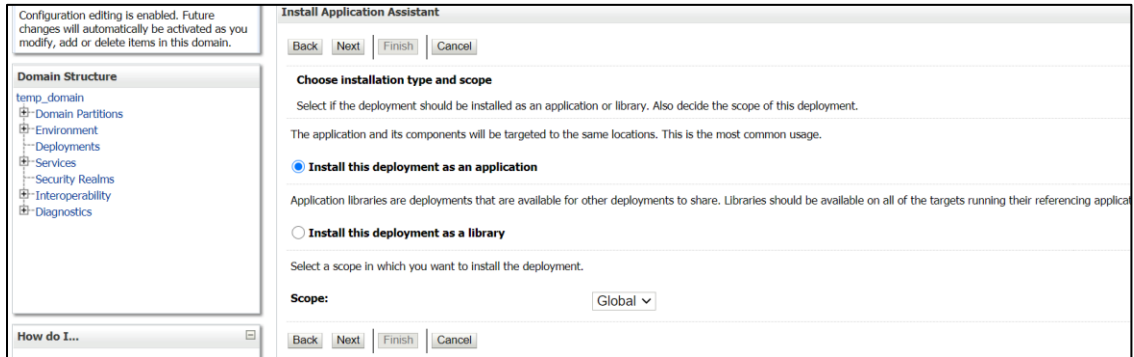 Configuration editing is enabled. Future
changes will automatically be activated as you
modify, add or delete items in this domain.
Domain Structure
temp_domain
Domain Partitions
Environment
Deployments
Services
Security Realms
Interoperability
Diagnostics
How do I...
Install Application Assistant
Back Next Finish Cancel
Choose installation type and scope
Select if the deployment should be installed as an application or library. Also decide the scope of this deployment.
The application and its components will be targeted to the same locations. This is the most common usage.
Install this deployment as an application
Application libraries are deployments that are available for other deployments to share. Libraries should be available on all of the targets running their referencing applicat
Install this deployment as a library
Select a scope in which you want to install the deployment.
Scope: Global
Back Next Finish Cancel